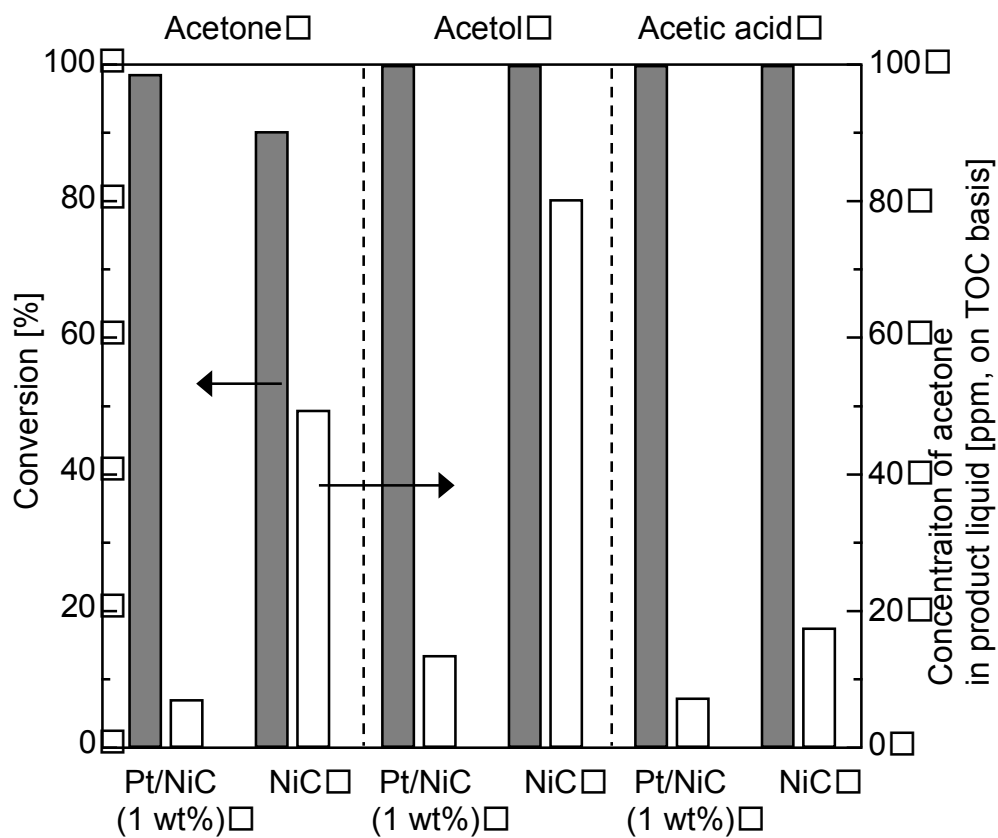 Acetone□ Acetol□ Acetic acid□
100□
80□
60□
40□
20□
0□
Conversion [%]
100□
80□
60□
40□
20□
0□
Concentraiton of acetone
in product liquid [ppm, on TOC basis]
Pt/NiC NiC□ Pt/NiC NiC□ Pt/NiC NiC□
(1 wt%)□ (1 wt%)□ (1 wt%)□